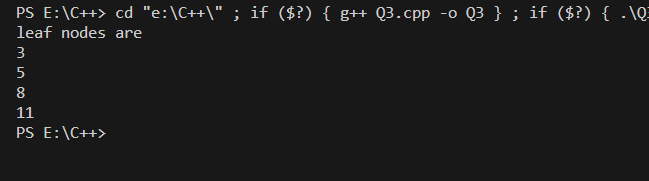 PS E:\C++> cd "e:\C++\" ; if ($?) { g++ Q3.cpp -o Q3 } ; if ($?) { .\Q
leaf nodes are
3
5
8
11
PS E:\C++>